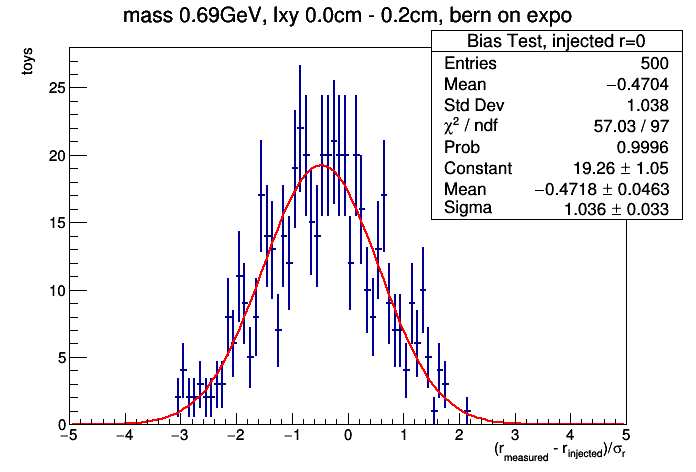 mass 0.69GeV, lxy 0.0cm - 0.2cm, bern on expo
toys
Bias Test, injected r=0
Entries 500
Mean −0.4704
Std Dev 1.038
χ² / ndf 57.03 / 97
Prob 0.9996
Constant 19.26 ± 1.05
Mean −0.4718 ± 0.0463
Sigma 1.036 ± 0.033
25
20
15
10
5
0
−5 −4 −3 −2 −1 0 1 2 3 4 5
(r_measured - r_injected)/σ_r